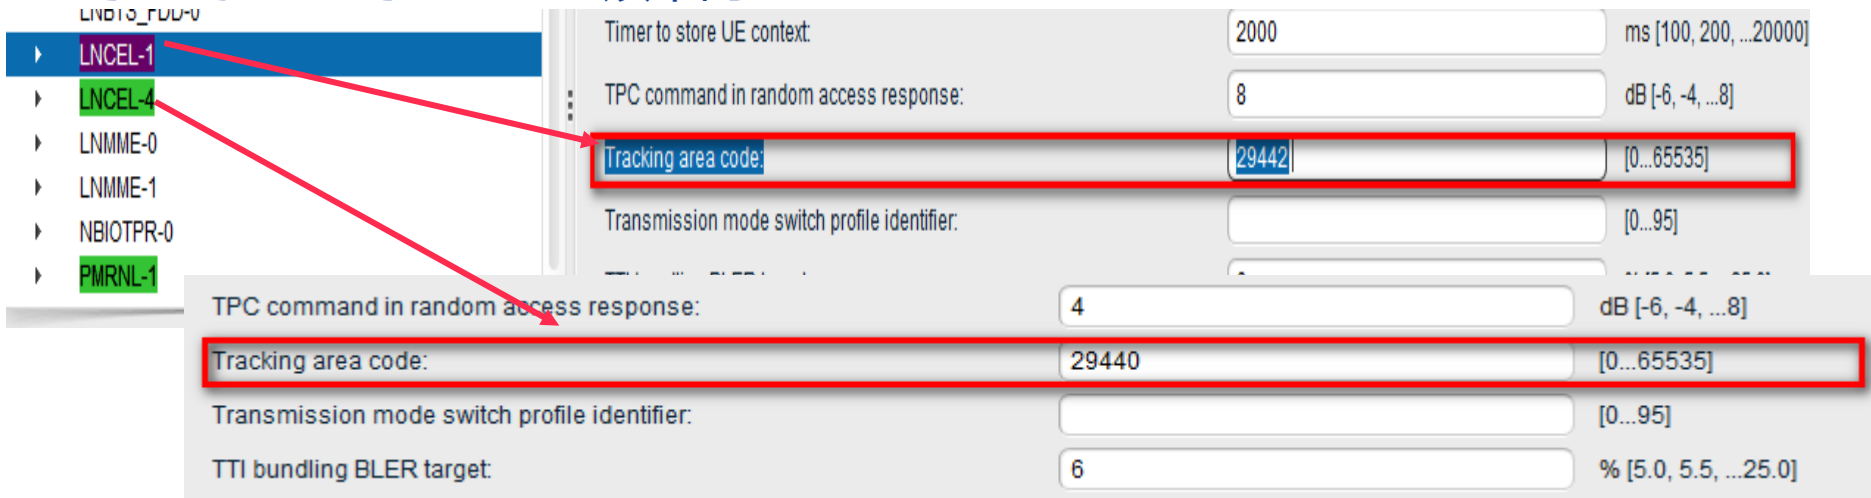 LNBTS_FDD-0
LNCEL-1
LNCEL-4
LNMME-0
LNMME-1
NBIOTPR-0
PMRNL-1
Timer to store UE context: 2000 ms [100, 200, ...20000]
TPC command in random access response: 8 dB [-6, -4, ...8]
Tracking area code: 29442 [0...65535]
Transmission mode switch profile identifier: [0...95]
TPC command in random access response: 4 dB [-6, -4, ...8]
Tracking area code: 29440 [0...65535]
Transmission mode switch profile identifier: [0...95]
TTI bundling BLER target: 6 % [5.0, 5.5, ...25.0]